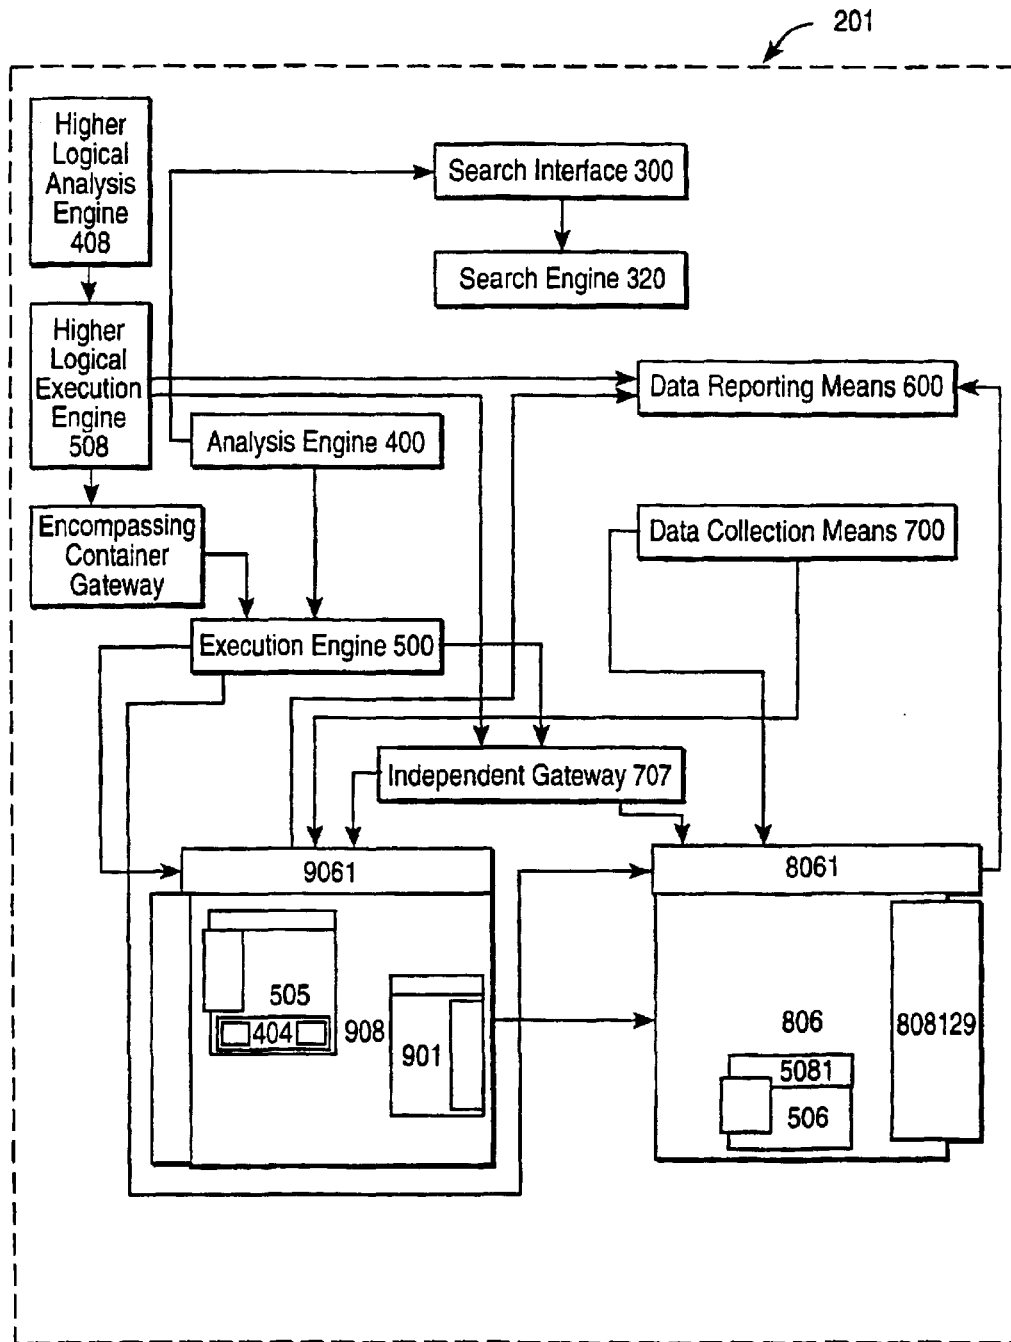 201
Higher
Logical
Analysis
Engine
408
Search Interface 300
Search Engine 320
Higher
Logical
Execution
Engine
508
Data Reporting Means 600
Analysis Engine 400
Encompassing
Container
Gateway
Data Collection Means 700
Execution Engine 500
Independent Gateway 707
9061
8061
505
404
908
901
806
808129
5081
506